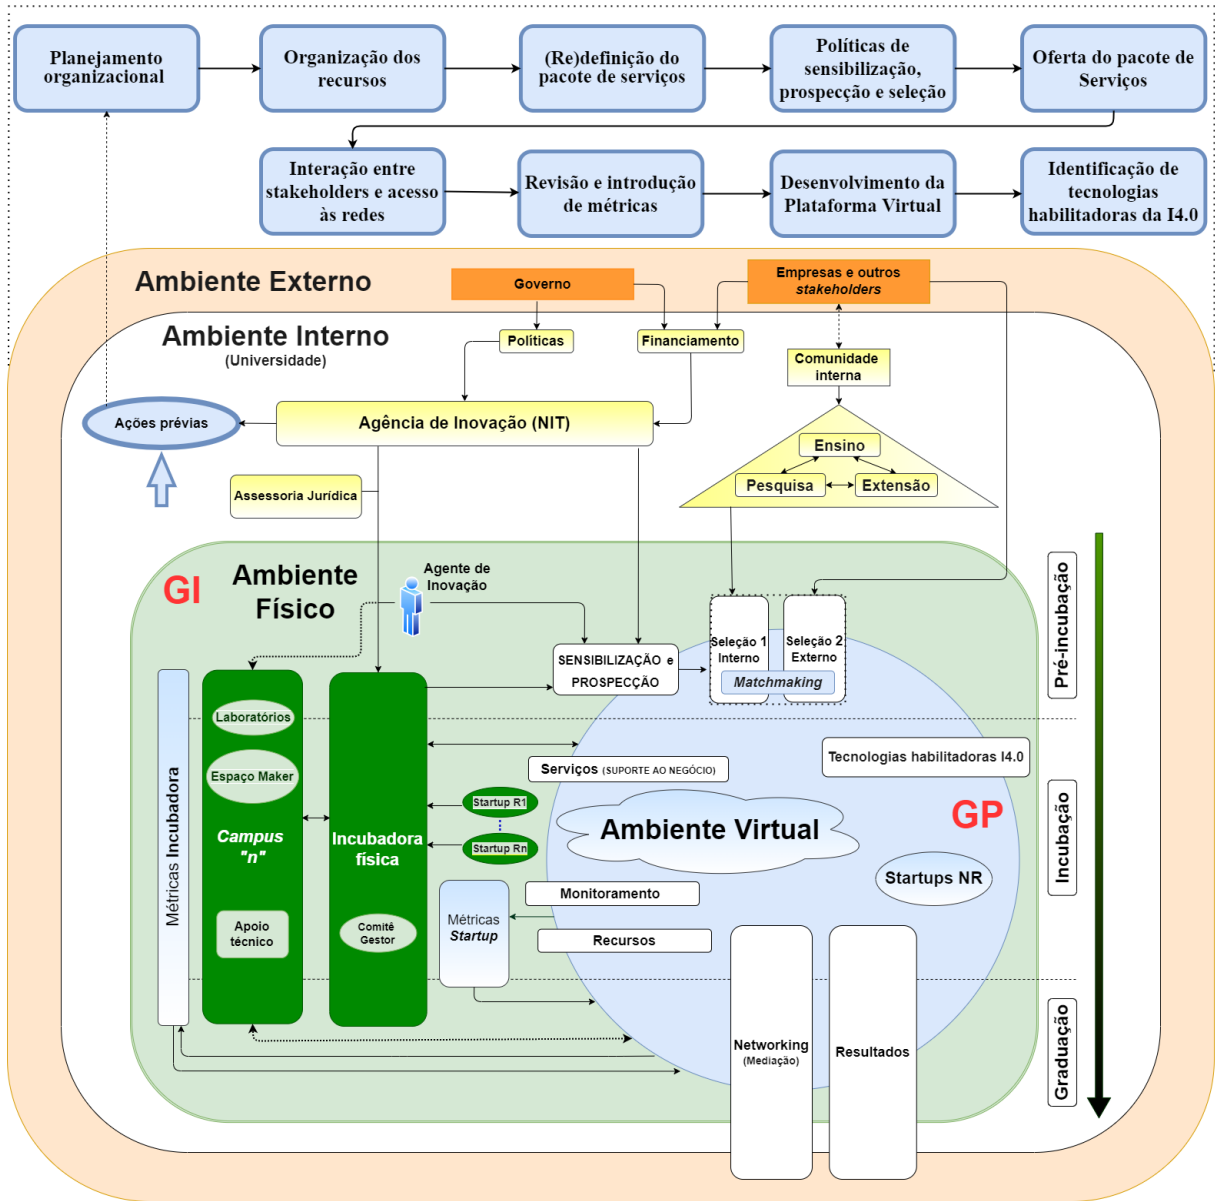 Planejamento
organizacional
Organização dos
recursos
(Re)definição do
pacote de serviços
Políticas de
sensibilização,
prospecção e seleção
Oferta do pacote de
Serviços
Interação entre
stakeholders e acesso
às redes
Revisão e introdução
de métricas
Desenvolvimento da
Plataforma Virtual
Identificação de
tecnologias
habilitadoras da I4.0
Ambiente Externo
Governo
Empresas e outros
stakeholders
Ambiente Interno
(Universidade)
Políticas
Financiamento
Comunidade
interna
Ações prévias
Agência de Inovação (NIT)
Ensino
Pesquisa
Extensão
Assessoria Jurídica
GI
Ambiente
Físico
Agente de
Inovação
Pré-incubação
SENSIBILIZAÇÃO e
PROSPECÇÃO
Seleção 1
Interno
Seleção 2
Externo
Matchmaking
Métricas Incubadora
Laboratórios
Espaço Maker
Campus
"n"
Apoio
técnico
Incubadora
física
Comitê
Gestor
Serviços (SUPORTE AO NEGÓCIO)
Tecnologias habilitadoras I4.0
Startup R1
Startup Rn
Ambiente Virtual
GP
Incubação
Startups NR
Métricas
Startup
Monitoramento
Recursos
Networking
(Mediação)
Resultados
Graduação